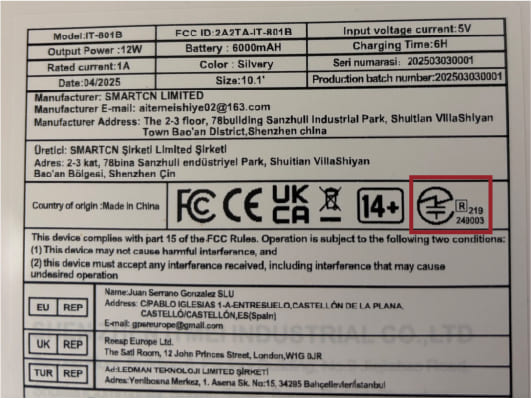 Model:IT-801B
FCC ID:2A2TA-IT-801B
Input voltage current:5V
Output Power :12W
Battery : 6000mAH
Charging Time:6H
Rated current:1A
Color : Silvery
Seri numarasi: 202503030001
Date:04/2025
Size:10.1'
Production batch number:202503030001
Manufacturer: SMARTCN LIMITED
Manufacturer E-mail: aitemeishiye02@163.com
Manufacturer Address: The 2-3 floor, 78building Sanzhuli Industrial Park, Shuitian VillaShiyan
Town Bao'an District,Shenzhen china
Üretici: SMARTCN Şirketi Limited Şirketi
Adres: 2-3 kat, 78bina Sanzhuli endüstriyel Park, Shuitian VillaShiyan
Bao'an Bölgesi, Shenzhen Çin
Country of origin :Made in China
FC CE UK CA 14+ R 219
249003
This device complies with part 15 of the FCC Rules. Operation is subject to the following two conditions:
(1) This device may not cause harmful interference, and
(2) this device must accept any interference received, including interference that may cause
undesired operation
EU REP
Name:Juan Serrano Gonzalez SLU
Address: C/PABLO IGLESIAS 1-A-ENTRESUELO,CASTELLÓN DE LA PLANA,
CASTELLÓ/CASTELLÓN,ES(Spain)
E-mail: gpsreurope@gmail.com
UK REP
Reesp Europe Ltd.
The Sati Room, 12 John Princes Street, London,W1G 0JR
TUR REP
Ad:LEDMAN TEKNOLOJI LIMITED ŞİRKETİ
Adres:Yenibosna Merkez, 1. Asena Sk. No:15, 34295 Bahçelievler/İstanbul